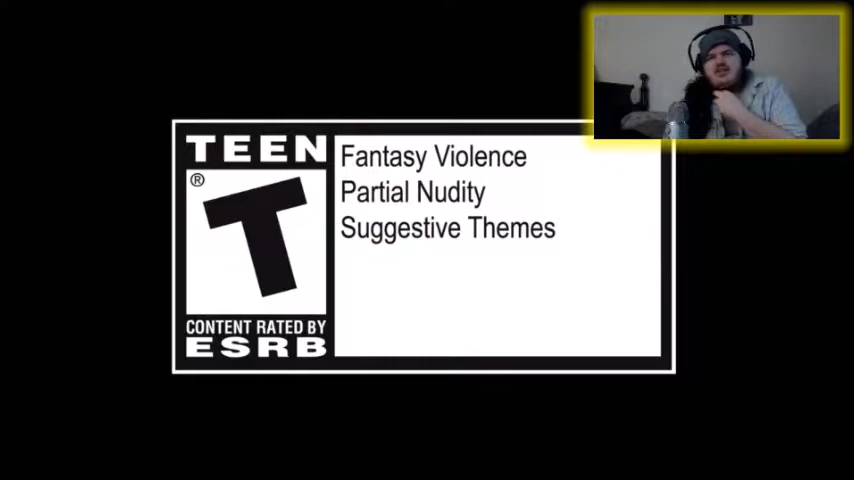 TEEN
®
T
CONTENT RATED BY
ESRB
Fantasy Violence
Partial Nudity
Suggestive Themes